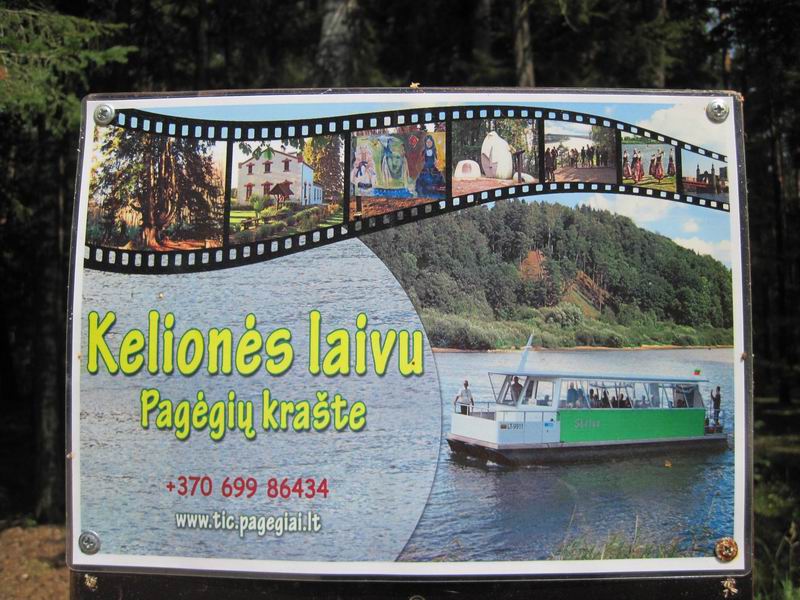 Kelionės laivu
Pagėgių krašte
+370 699 86434
www.tic.pagegiai.lt